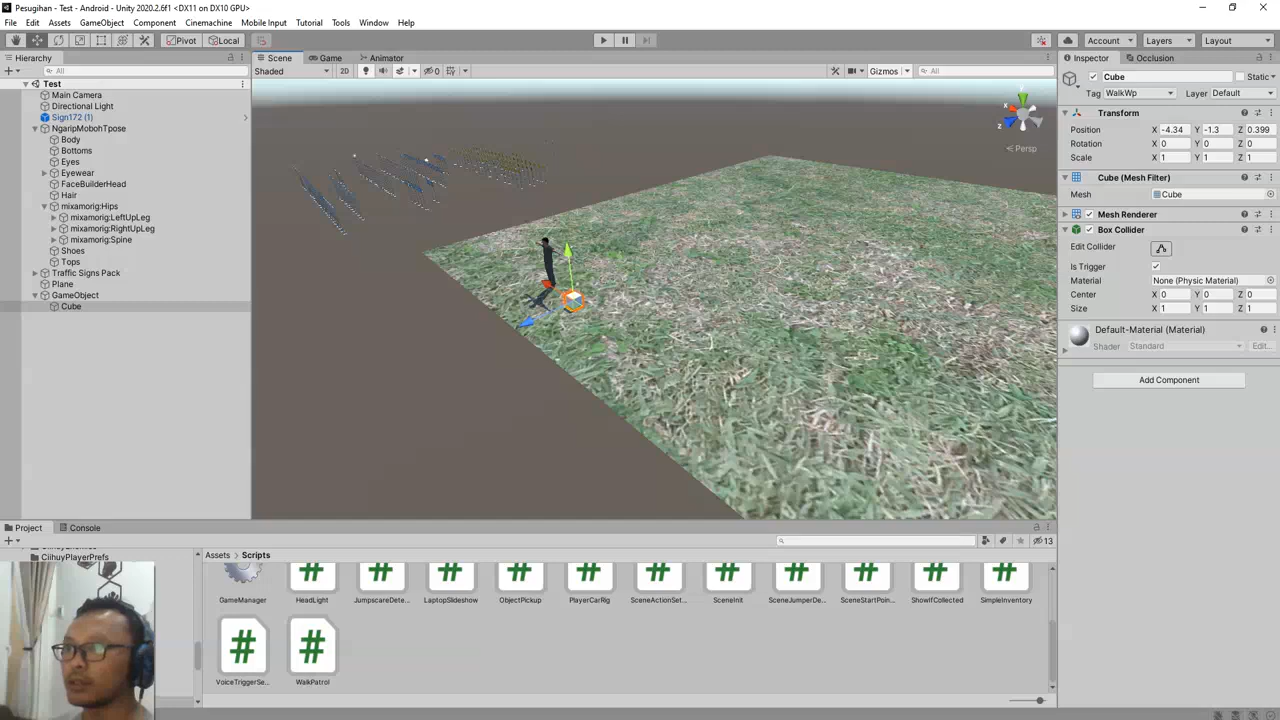 Pesugihan - Test - Android - Unity 2020.2.6f1 <DX11 on DX10 GPU>
File Edit Assets GameObject Component Cinemachine Mobile Input Tutorial Tools Window Help
Pivot Local Account Layers Layout
Hierarchy Scene Game Animator Inspector Occlusion
All Shaded 2D 0 Gizmos All Cube Static
Test
Main Camera Tag WalkWp Layer Default
Directional Light
Sign172 (1) Transform
NgaripMobohTpose Position X -4.34 Y -1.3 Z 0.399
Body Rotation X 0 Y 0 Z 0
Bottoms Persp Scale X 1 Y 1 Z 1
Eyes
Eyewear Cube (Mesh Filter)
FaceBuilderHead
Hair Mesh Cube
mixamorig:Hips
mixamorig:LeftUpLeg Mesh Renderer
mixamorig:RightUpLeg Box Collider
mixamorig:Spine Edit Collider
Shoes
Tops Is Trigger
Traffic Signs Pack Material None (Physic Material)
Plane
GameObject Center X 0 Y 0 Z 0
Cube Size X 1 Y 1 Z 1
Default-Material (Material)
Shader Standard Edit...
Add Component
Project Console
13
CiihuyPlayerPrefs Assets > Scripts
GameManager HeadLight JumpscareDete... LaptopSlideshow ObjectPickup PlayerCarRig SceneActionSet... SceneInit SceneJumperDe... SceneStartPoin... ShowIfCollected SimpleInventory
VoiceTriggerSe... WalkPatrol